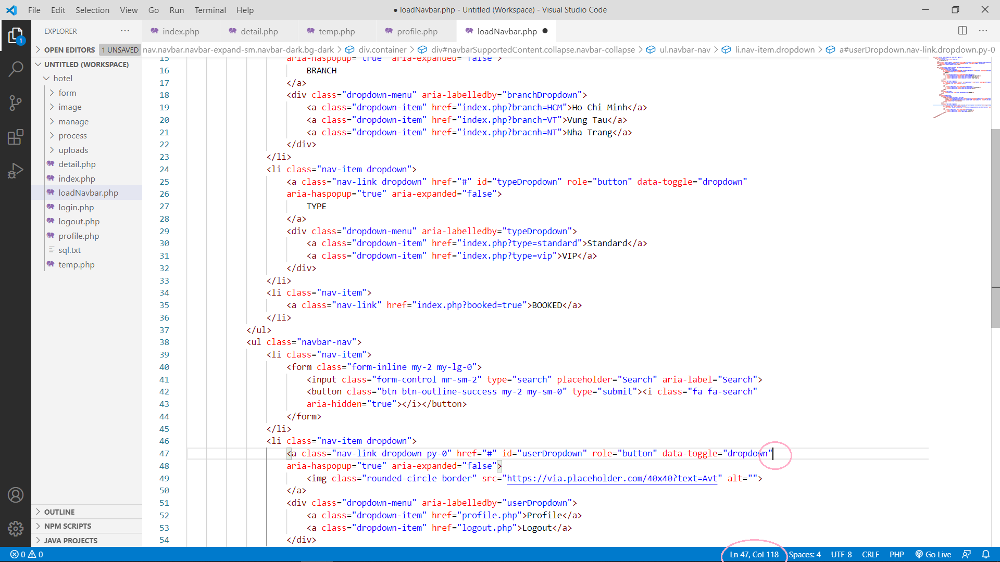 File Edit Selection View Go Run Terminal Help
● loadNavbar.php - Untitled (Workspace) - Visual Studio Code
EXPLORER
index.php detail.php temp.php profile.php loadNavbar.php
OPEN EDITORS 1 UNSAVED
nav.navbar.navbar-expand-sm.navbar-dark.bg-dark > div.container > div#navbarSupportedContent.collapse.navbar-collapse > ul.navbar-nav > li.nav-item.dropdown > a#userDropdown.nav-link.dropdown.py-0
1
UNTITLED (WORKSPACE)
hotel
form
image
manage
process
uploads
detail.php
index.php
loadNavbar.php
login.php
logout.php
profile.php
sql.txt
temp.php
OUTLINE
NPM SCRIPTS
JAVA PROJECTS
15 aria-haspopup="true" aria-expanded="false">
16 BRANCH
17 </a>
18 <div class="dropdown-menu" aria-labelledby="branchDropdown">
19 <a class="dropdown-item" href="index.php?branch=HCM">Ho Chi Minh</a>
20 <a class="dropdown-item" href="index.php?branch=VT">Vung Tau</a>
21 <a class="dropdown-item" href="index.php?bracnh=NT">Nha Trang</a>
22 </div>
23 </li>
24 <li class="nav-item dropdown">
25 <a class="nav-link dropdown" href="#" id="typeDropdown" role="button" data-toggle="dropdown"
26 aria-haspopup="true" aria-expanded="false">
27 TYPE
28 </a>
29 <div class="dropdown-menu" aria-labelledby="typeDropdown">
30 <a class="dropdown-item" href="index.php?type=standard">Standard</a>
31 <a class="dropdown-item" href="index.php?type=vip">VIP</a>
32 </div>
33 </li>
34 <li class="nav-item">
35 <a class="nav-link" href="index.php?booked=true">BOOKED</a>
36 </li>
37 </ul>
38 <ul class="navbar-nav">
39 <li class="nav-item">
40 <form class="form-inline my-2 my-lg-0">
41 <input class="form-control mr-sm-2" type="search" placeholder="Search" aria-label="Search">
42 <button class="btn btn-outline-success my-2 my-sm-0" type="submit"><i class="fa fa-search"
43 aria-hidden="true"></i></button>
44 </form>
45 </li>
46 <li class="nav-item dropdown">
47 <a class="nav-link dropdown py-0" href="#" id="userDropdown" role="button" data-toggle="dropdown"
48 aria-haspopup="true" aria-expanded="false">
49 <img class="rounded-circle border" src="https://via.placeholder.com/40x40?text=Avt" alt="">
50 </a>
51 <div class="dropdown-menu" aria-labelledby="userDropdown">
52 <a class="dropdown-item" href="profile.php">Profile</a>
53 <a class="dropdown-item" href="logout.php">Logout</a>
54 </div>
0 0 Ln 47, Col 118 Spaces: 4 UTF-8 CRLF PHP Go Live